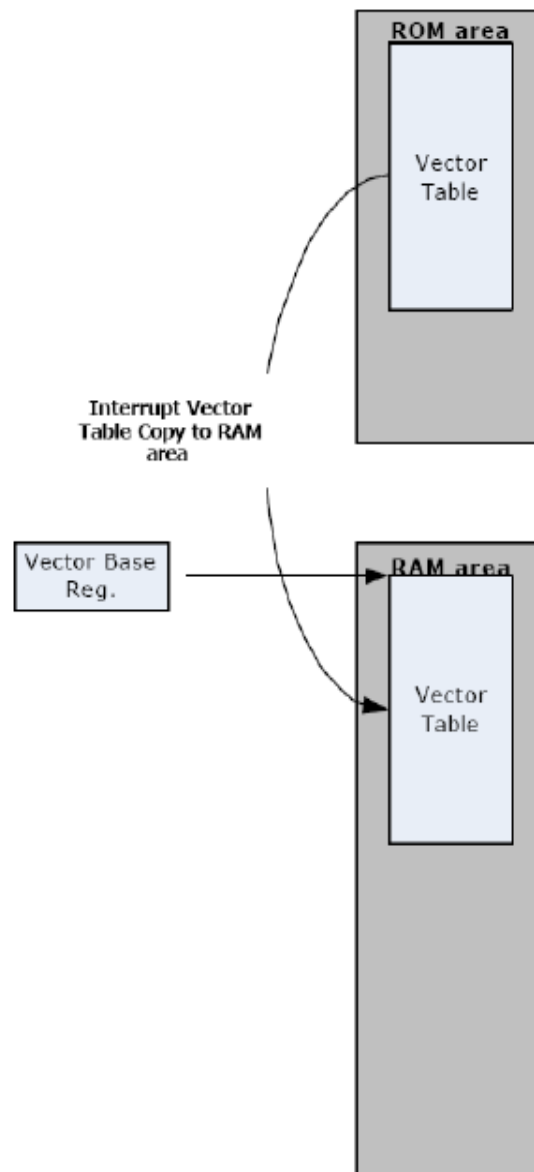 ROM area
Vector
Table
Interrupt Vector
Table Copy to RAM
area
Vector Base
Reg.
RAM area
Vector
Table